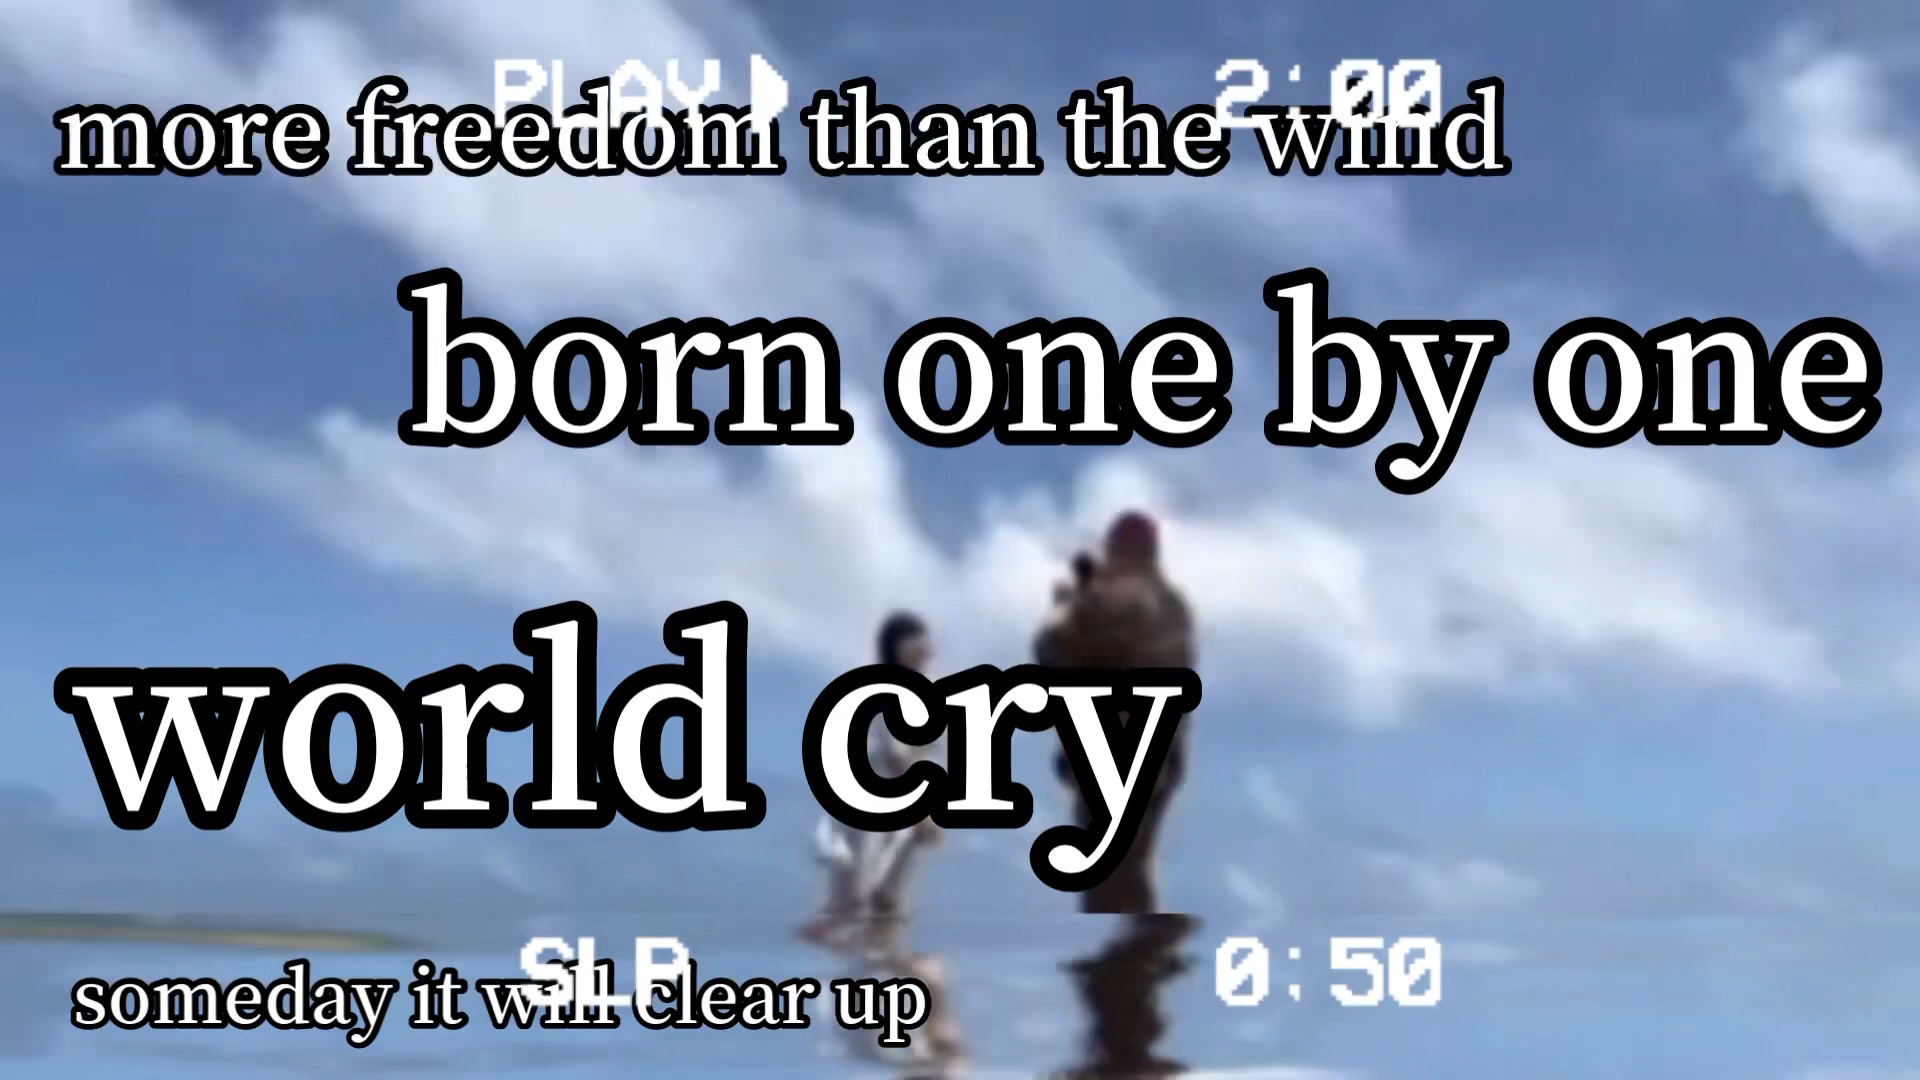 PLAY 2:00
more freedom than the wind
born one by one
world cry
SLP 0:50
someday it will clear up